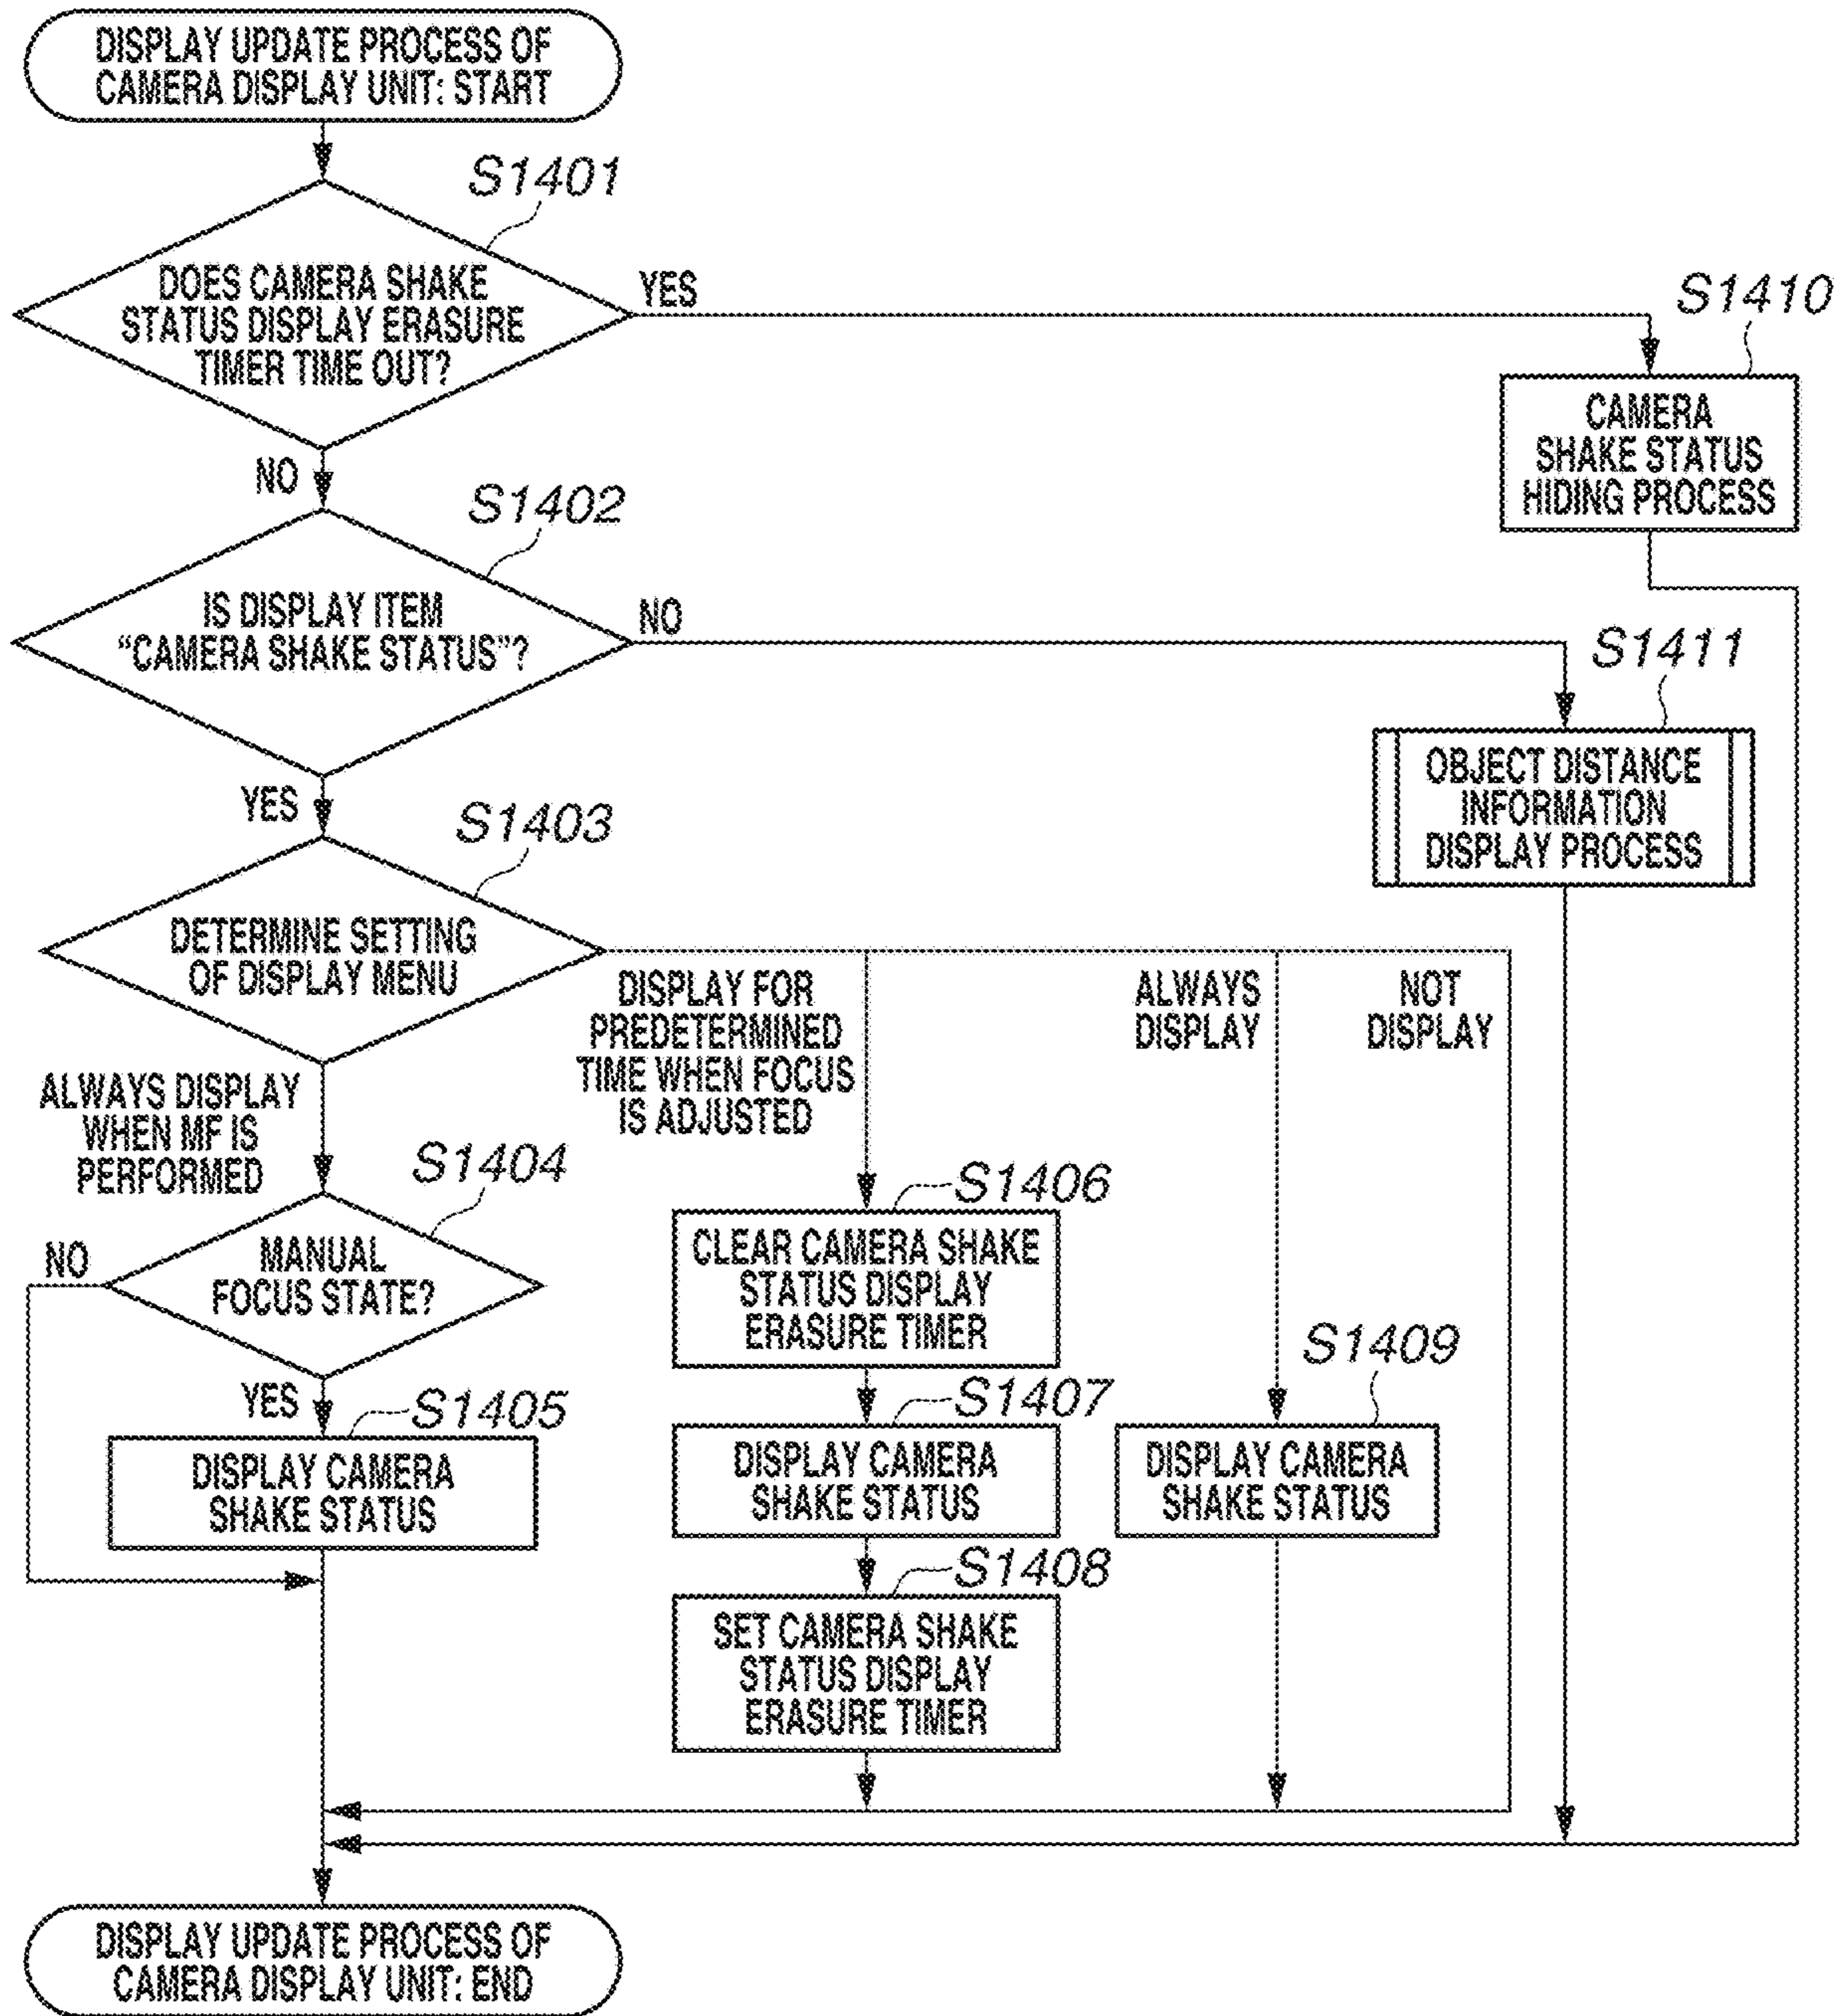 DISPLAY UPDATE PROCESS OF
CAMERA DISPLAY UNIT: START
S1401
DOES CAMERA SHAKE
STATUS DISPLAY ERASURE
TIMER TIME OUT?
YES
NO
S1410
CAMERA
SHAKE STATUS
HIDING PROCESS
S1402
IS DISPLAY ITEM
“CAMERA SHAKE STATUS”?
NO
YES
S1411
OBJECT DISTANCE
INFORMATION
DISPLAY PROCESS
S1403
DETERMINE SETTING
OF DISPLAY MENU
ALWAYS DISPLAY
WHEN MF IS
PERFORMED
DISPLAY FOR
PREDETERMINED
TIME WHEN FOCUS
IS ADJUSTED
ALWAYS
DISPLAY
NOT
DISPLAY
S1404
MANUAL
FOCUS STATE?
NO
YES
S1405
DISPLAY CAMERA
SHAKE STATUS
S1406
CLEAR CAMERA SHAKE
STATUS DISPLAY
ERASURE TIMER
S1407
DISPLAY CAMERA
SHAKE STATUS
S1408
SET CAMERA SHAKE
STATUS DISPLAY
ERASURE TIMER
S1409
DISPLAY CAMERA
SHAKE STATUS
DISPLAY UPDATE PROCESS OF
CAMERA DISPLAY UNIT: END